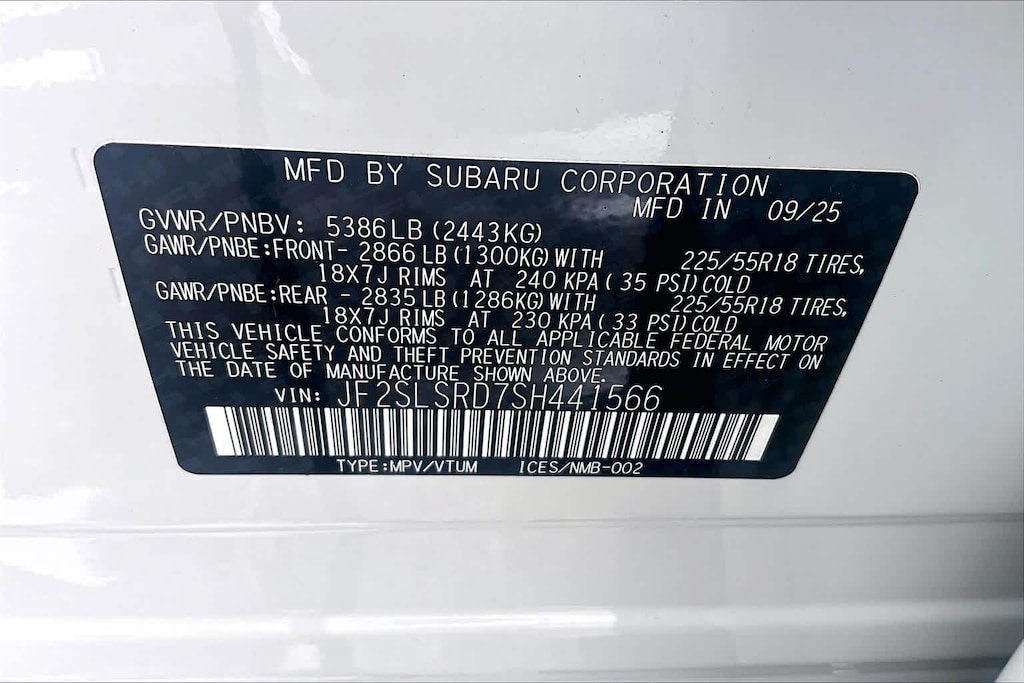 MFD BY SUBARU CORPORATION
MFD IN 09/25
GVWR/PNBV: 5386LB (2443KG)
GAWR/PNBE:FRONT- 2866 LB (1300KG) WITH 225/55R18 TIRES,
18X7J RIMS AT 240 KPA ( 35 PSI) COLD
GAWR/PNBE:REAR - 2835 LB (1286KG) WITH 225/55R18 TIRES,
18X7J RIMS AT 230 KPA ( 33 PSI) COLD
THIS VEHICLE CONFORMS TO ALL APPLICABLE FEDERAL MOTOR
VEHICLE SAFETY AND THEFT PREVENTION STANDARDS IN EFFECT ON
THE DATE OF MANUFACTURE SHOWN ABOVE.
VIN: JF2SLSRD7SH441566
TYPE:MPV/VTUM ICES/NMB-002